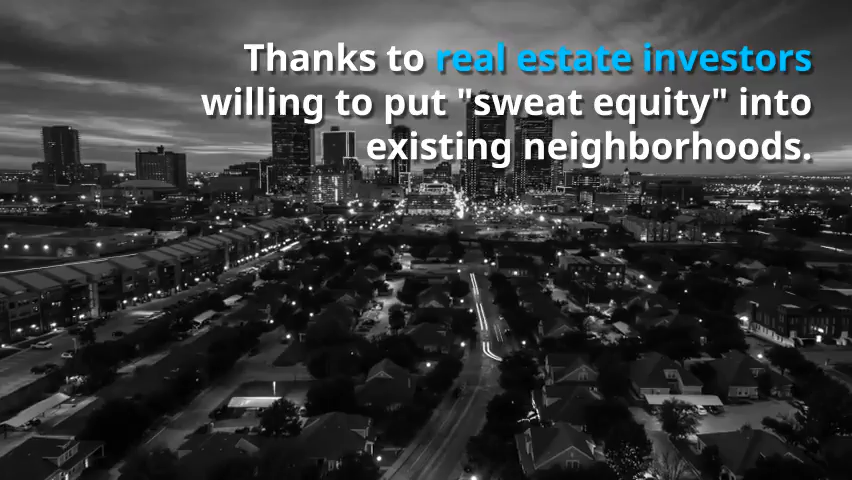 Thanks to real estate investors
willing to put "sweat equity" into
existing neighborhoods.